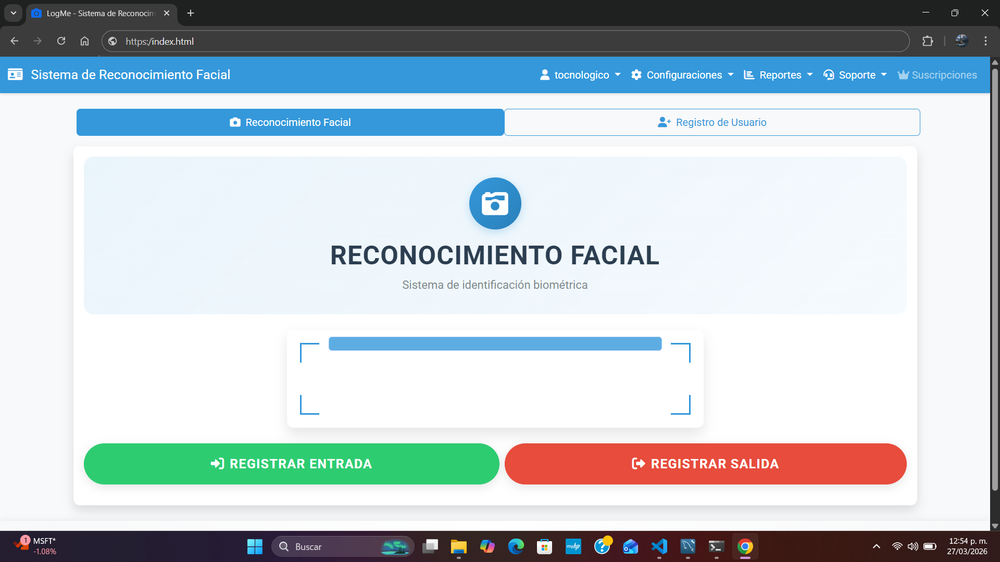 LogMe - Sistema de Reconocim
https:/index.html
Sistema de Reconocimiento Facial
tocnologico
Configuraciones
Reportes
Soporte
Suscripciones
Reconocimiento Facial
Registro de Usuario
RECONOCIMIENTO FACIAL
Sistema de identificación biométrica
REGISTRAR ENTRADA
REGISTRAR SALIDA
1
MSFT*
-1.08%
Buscar
myhp
12:54 p. m.
27/03/2026